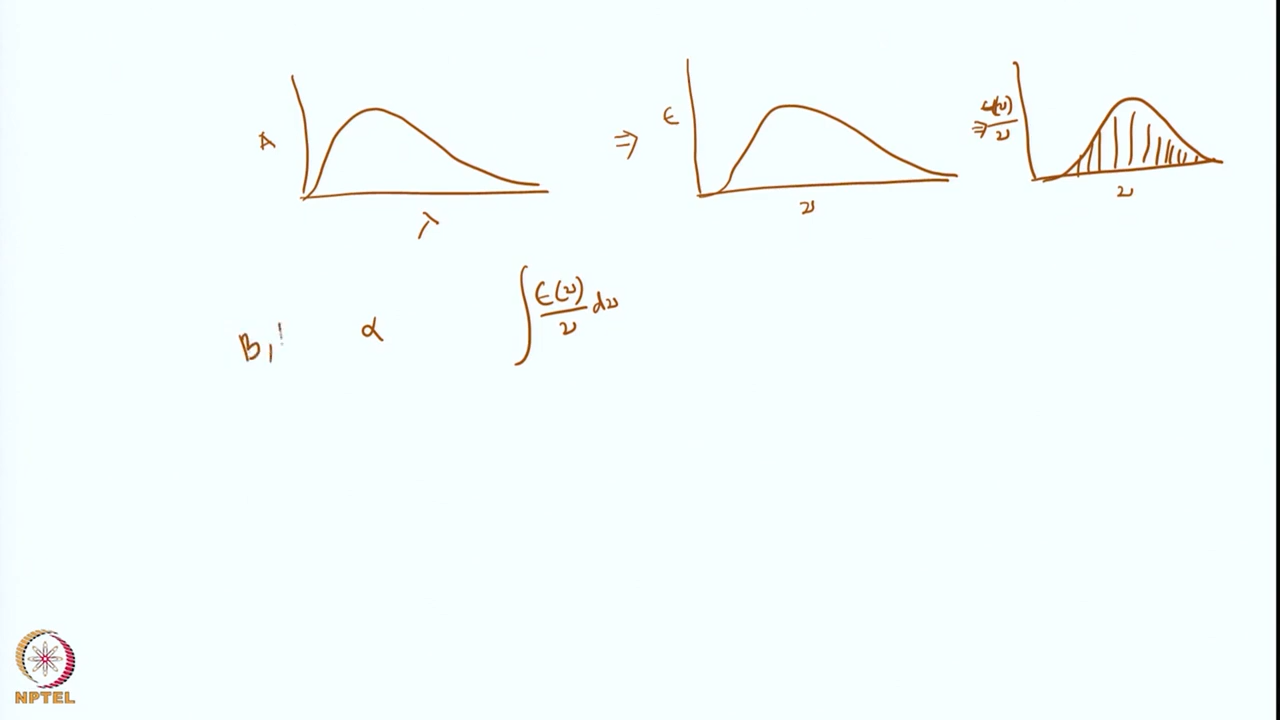 A
λ
⇒
ε
ν
⇒ ε(ν)/ν
ν
B₁ ∝ ∫ ε(ν)/ν dν
NPTEL